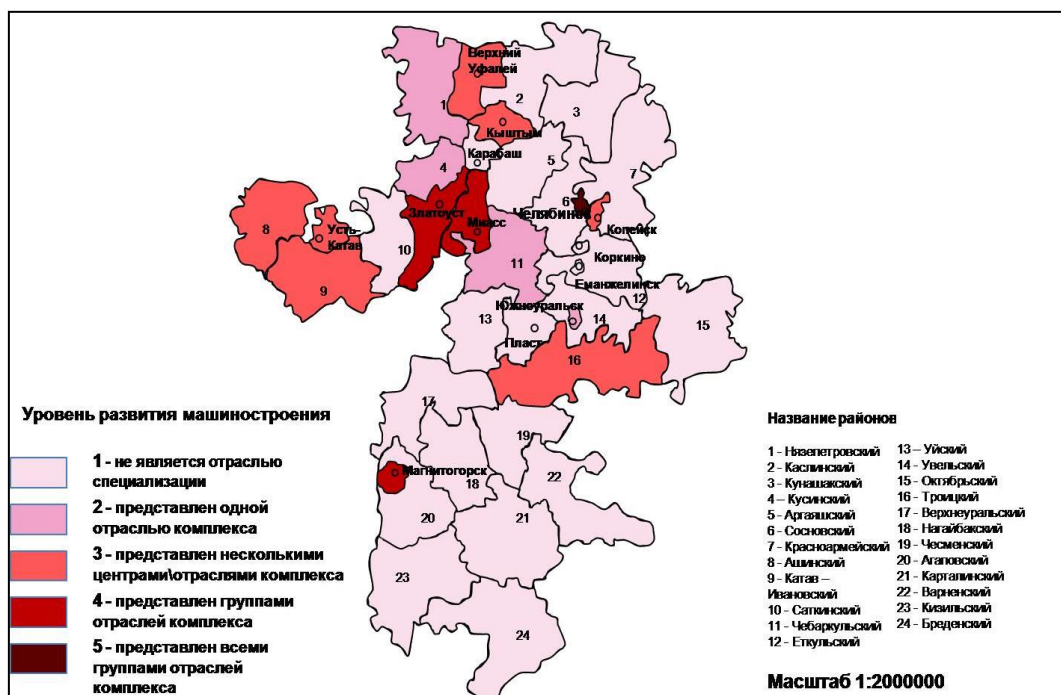 Верхний
Уфалей
1
2
3
Кыштым
Карабаш
4
5
7
6
Златоуст
Челябинск
Миасс
8
Усть-
Катав
Копейск
10
Коркино
11
9
Еманжелинск
12
Южноуральск
13
14
15
Пласт
16
17
19
Магнитогорск
18
22
20
21
23
24
Уровень развития машиностроения
1 - не является отраслью
специализации
2 - представлен одной
отраслью комплекса
3 - представлен несколькими
центрами\отраслями комплекса
4 - представлен группами
отраслей комплекса
5 - представлен всеми
группами отраслей
комплекса
Название районов
1 - Нязепетровский
2 - Каслинский
3 - Кунашакский
4 – Кусинский
5 - Аргаяшский
6 - Сосновский
7 - Красноармейский
8 - Ашинский
9 - Катав –
Ивановский
10 - Саткинский
11 - Чебаркульский
12 - Еткульский
13 – Уйский
14 - Увельский
15 - Октябрьский
16 - Троицкий
17 - Верхнеуральский
18 - Нагайбакский
19 - Чесменский
20 - Агаповский
21 - Карталинский
22 - Варненский
23 - Кизильский
24 - Бреденский
Масштаб 1:2000000